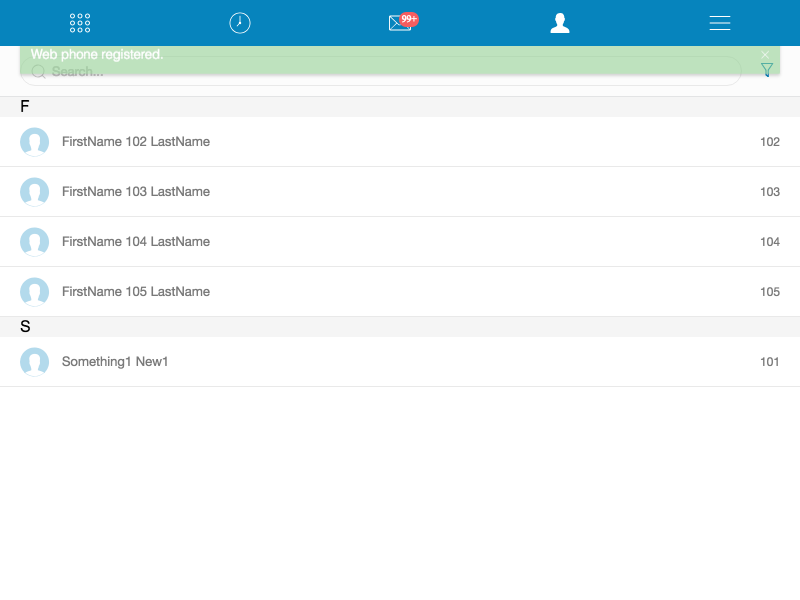 99+
Web phone registered.
Search...
F
FirstName 102 LastName 102
FirstName 103 LastName 103
FirstName 104 LastName 104
FirstName 105 LastName 105
S
Something1 New1 101